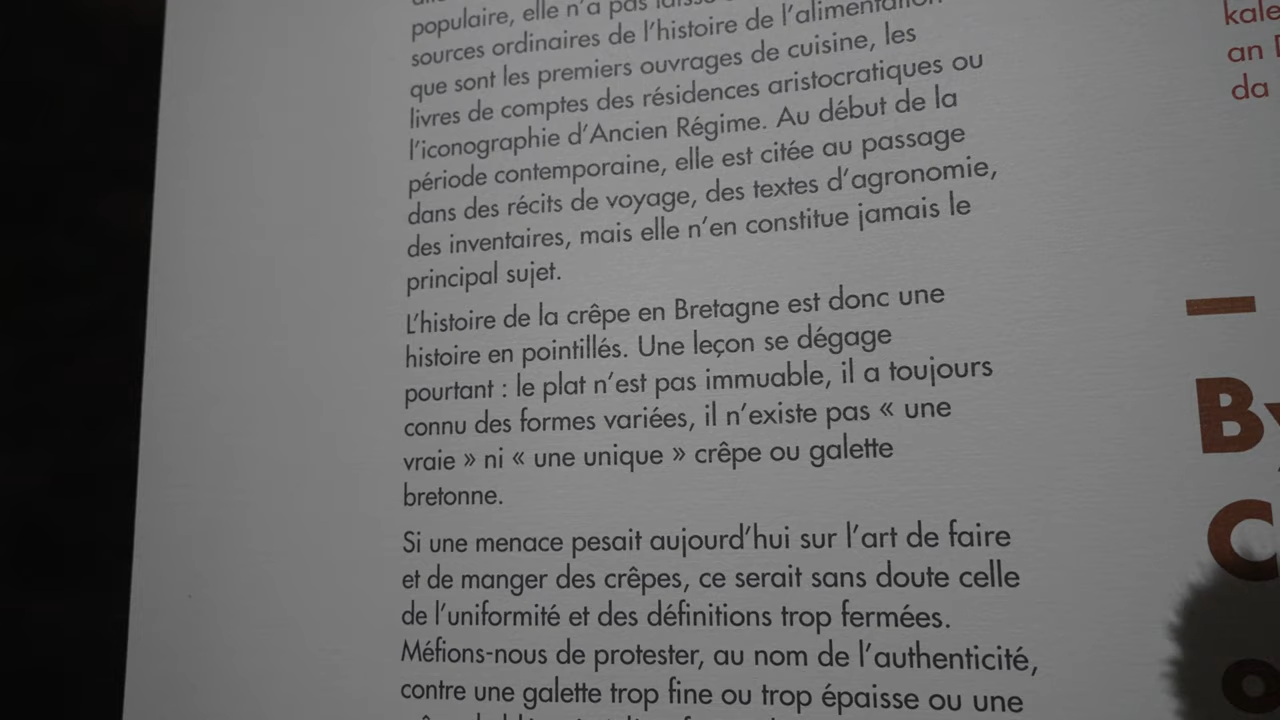 populaire, elle n'a pas
sources ordinaires de l'histoire de l'alimentation
que sont les premiers ouvrages de cuisine, les
livres de comptes des résidences aristocratiques ou
l'iconographie d'Ancien Régime. Au début de la
période contemporaine, elle est citée au passage
dans des récits de voyage, des textes d'agronomie,
des inventaires, mais elle n'en constitue jamais le
principal sujet.
L'histoire de la crêpe en Bretagne est donc une
histoire en pointillés. Une leçon se dégage
pourtant : le plat n'est pas immuable, il a toujours
connu des formes variées, il n'existe pas « une
vraie » ni « une unique » crêpe ou galette
bretonne.
Si une menace pesait aujourd'hui sur l'art de faire
et de manger des crêpes, ce serait sans doute celle
de l'uniformité et des définitions trop fermées.
Méfions-nous de protester, au nom de l'authenticité,
contre une galette trop fine ou trop épaisse ou une
kale
an
da